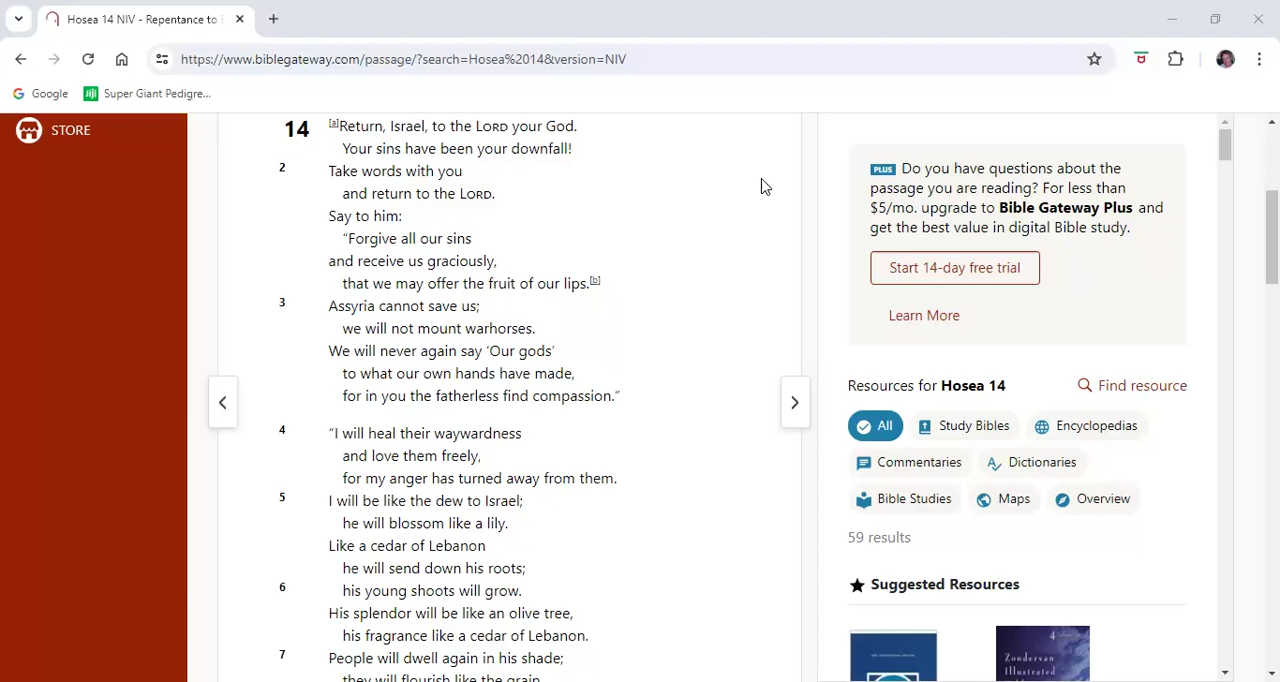 Hosea 14 NIV - Repentance to
https://www.biblegateway.com/passage/?search=Hosea%2014&version=NIV
Google
Super Giant Pedigre...
STORE
14 [a]Return, Israel, to the LORD your God.
Your sins have been your downfall!
2 Take words with you
and return to the LORD.
Say to him:
“Forgive all our sins
and receive us graciously,
that we may offer the fruit of our lips.[b]
3 Assyria cannot save us;
we will not mount warhorses.
We will never again say ‘Our gods’
to what our own hands have made,
for in you the fatherless find compassion.”
4 “I will heal their waywardness
and love them freely,
for my anger has turned away from them.
5 I will be like the dew to Israel;
he will blossom like a lily.
Like a cedar of Lebanon
he will send down his roots;
6 his young shoots will grow.
His splendor will be like an olive tree,
his fragrance like a cedar of Lebanon.
7 People will dwell again in his shade;
they will flourish like the grain
PLUS Do you have questions about the
passage you are reading? For less than
$5/mo. upgrade to Bible Gateway Plus and
get the best value in digital Bible study.
Start 14-day free trial
Learn More
Resources for Hosea 14
Find resource
All
Study Bibles
Encyclopedias
Commentaries
Dictionaries
Bible Studies
Maps
Overview
59 results
Suggested Resources
4
Zondervan
Illustrated